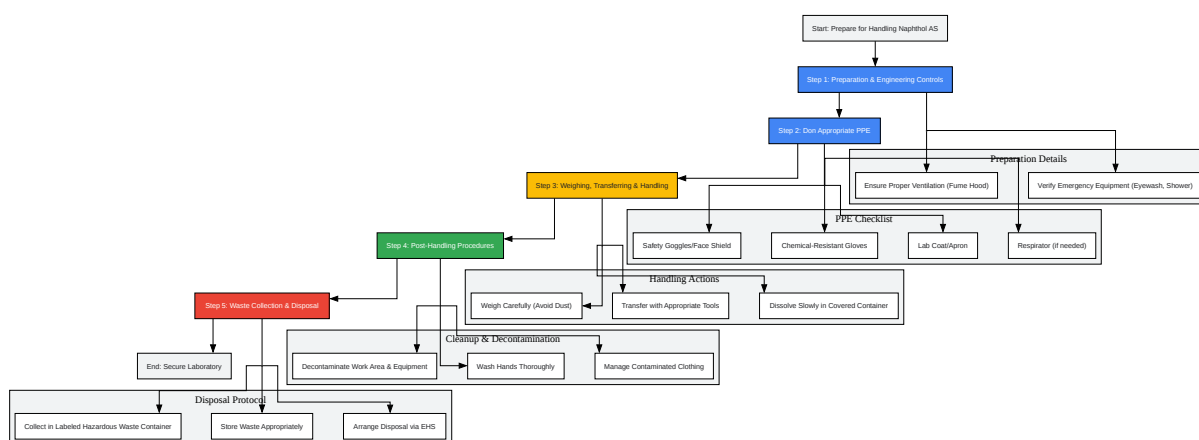 Start: Prepare for Handling Naphthol AS
Step 1: Preparation & Engineering Controls
Step 2: Don Appropriate PPE
Preparation Details
Step 3: Weighing, Transferring & Handling
Ensure Proper Ventilation (Fume Hood)
Verify Emergency Equipment (Eyewash, Shower)
PPE Checklist
Step 4: Post-Handling Procedures
Safety Goggles/Face Shield
Chemical-Resistant Gloves
Lab Coat/Apron
Respirator (if needed)
Handling Actions
Step 5: Waste Collection & Disposal
Weigh Carefully (Avoid Dust)
Transfer with Appropriate Tools
Dissolve Slowly in Covered Container
Cleanup & Decontamination
End: Secure Laboratory
Decontaminate Work Area & Equipment
Wash Hands Thoroughly
Manage Contaminated Clothing
Disposal Protocol
Collect in Labeled Hazardous Waste Container
Store Waste Appropriately
Arrange Disposal via EHS